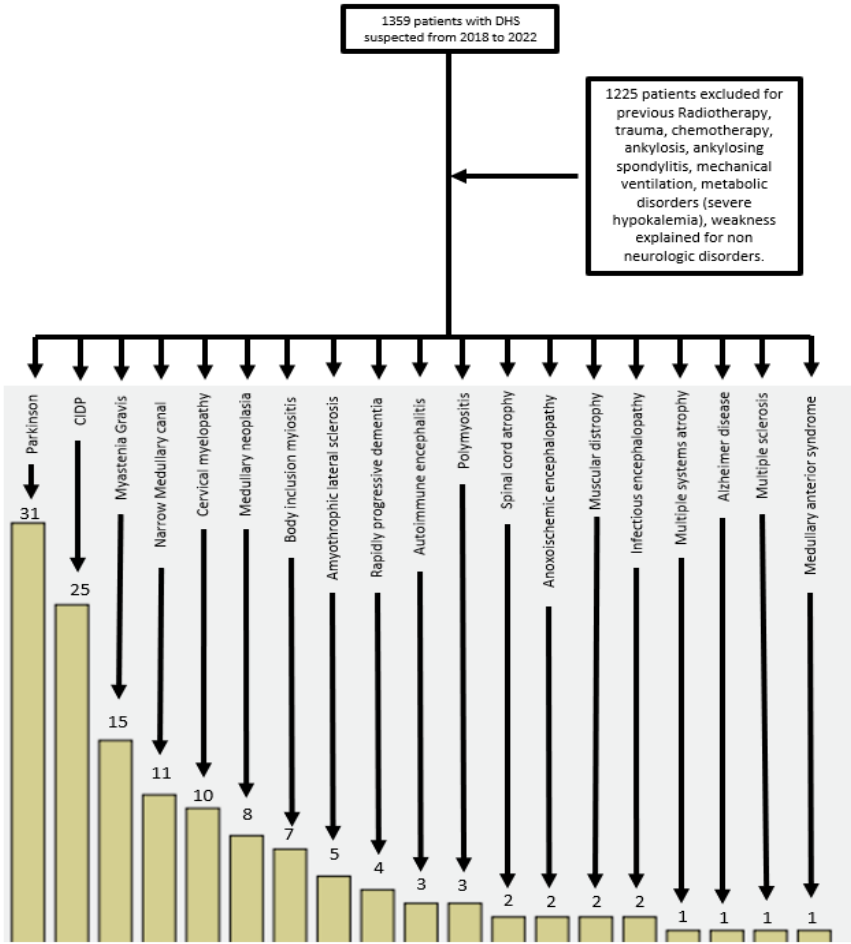 1359 patients with DHS
suspected from 2018 to 2022
1225 patients excluded for
previous Radiotherapy,
trauma, chemotherapy,
ankylosis, ankylosing
spondylitis, mechanical
ventilation, metabolic
disorders (severe
hypokalemia), weakness
explained for non
neurologic disorders.
Parkinson
CIDP
Myastenia Gravis
Narrow Medullary canal
Cervical myelopathy
Medullary neoplasia
Body inclusion myiositis
Amyothrophic lateral sclerosis
Rapidly progressive dementia
Autoimmune encephalitis
Polymyositis
Spinal cord atrophy
Anoxoischemic encephalopathy
Muscular distrophy
Infectious encephalopathy
Multiple systems atrophy
Alzheimer disease
Multiple sclerosis
Medullary anterior syndrome
31
25
15
11
10
8
7
5
4
3
3
2
2
2
2
1
1
1
1